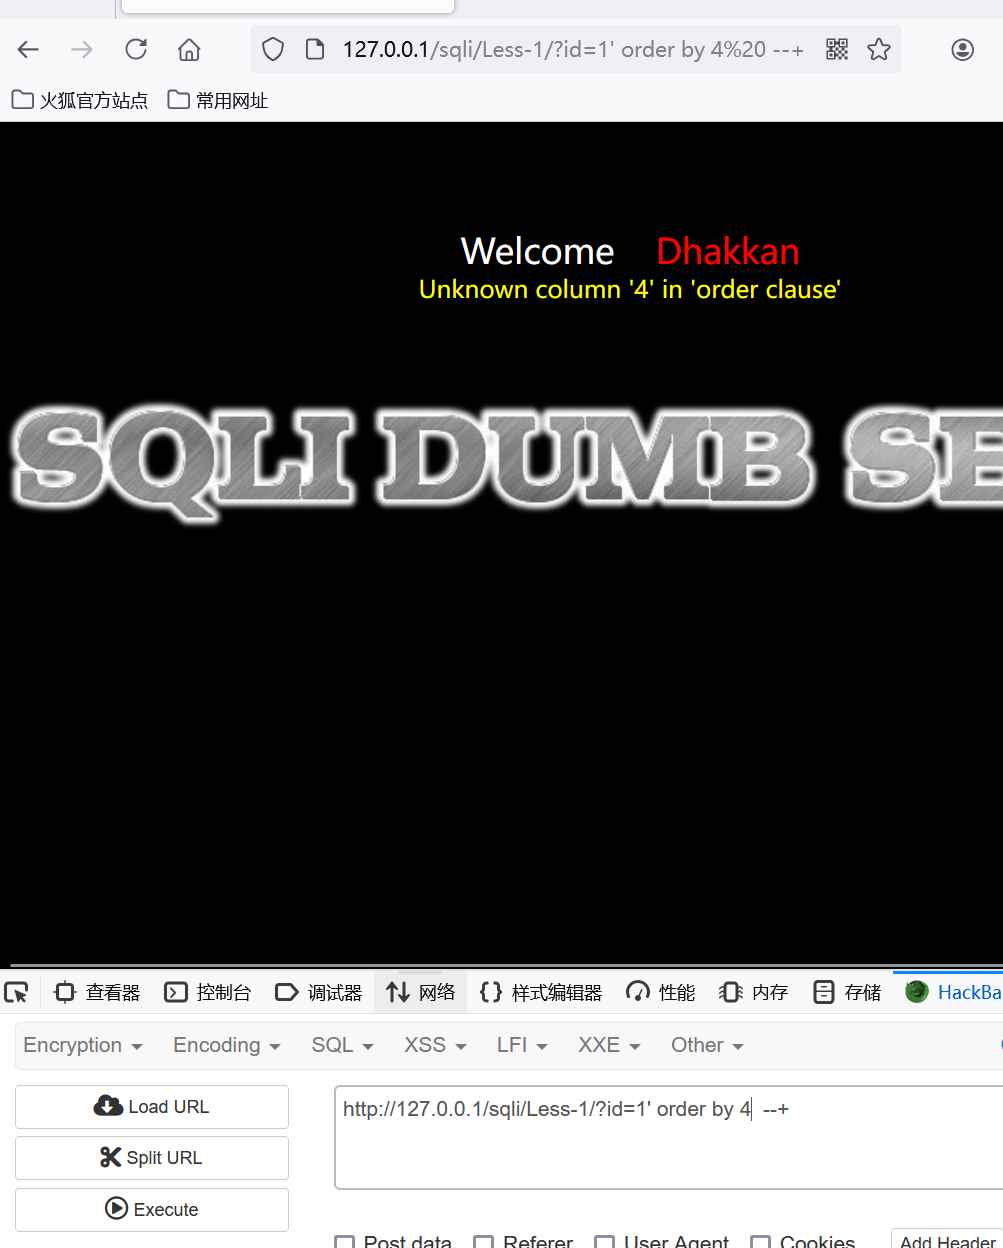 127.0.0.1/sqli/Less-1/?id=1' order by 4%20 --+
火狐官方站点 常用网址
Welcome Dhakkan
Unknown column '4' in 'order clause'
SQLI DUMB SE
查看器 控制台 调试器 网络 样式编辑器 性能 内存 存储 HackBa
Encryption Encoding SQL XSS LFI XXE Other
Load URL
http://127.0.0.1/sqli/Less-1/?id=1' order by 4 --+
Split URL
Execute
Post data Referer User Agent Cookies Add Header